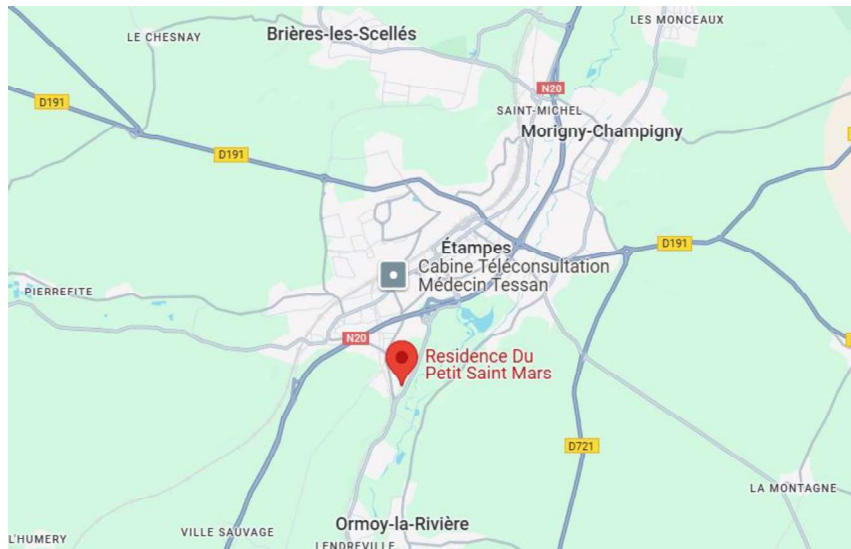 LES MONCEAUX
LE CHESNAY
Brières-les-Scellés
N20
D191
SAINT-MICHEL
Morigny-Champigny
D191
Étampes
D191
Cabine Téléconsultation
Médecin Tessan
PIERREFITE
N20
Residence Du
Petit Saint Mars
D721
LA MONTAGNE
Ormoy-la-Rivière
VILLE SAUVAGE
L'HUMERY
LENDREVILLE